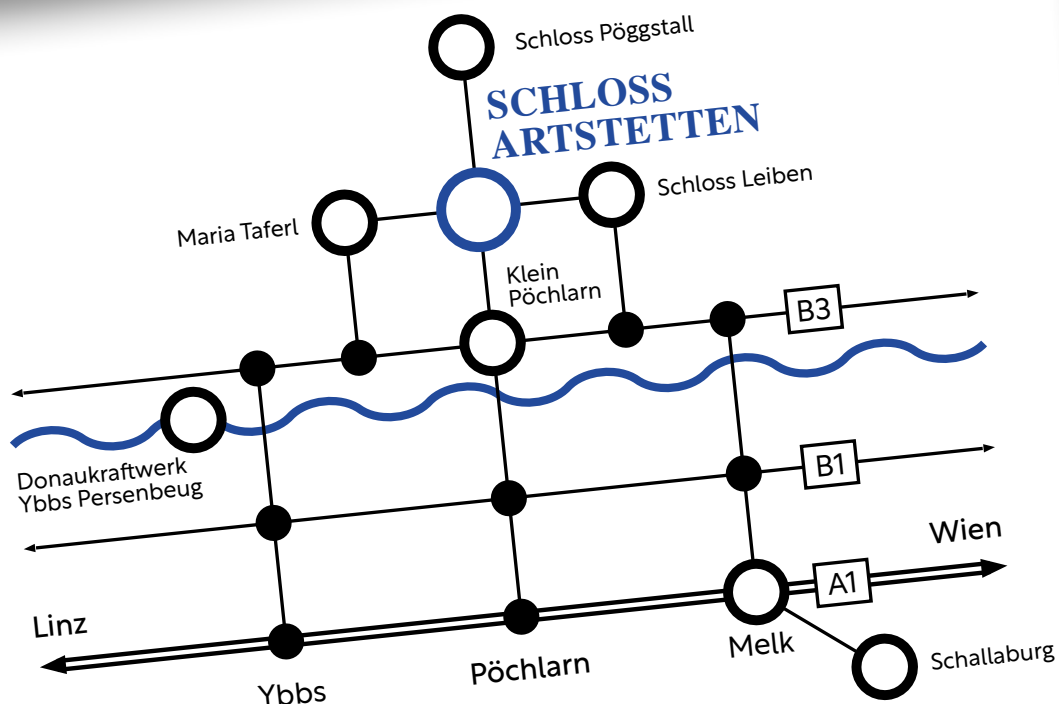 Schloss Pöggstall
SCHLOSS
ARTSTETTEN
Schloss Leiben
Maria Taferl
Klein
Pöchlarn
B3
Donaukraftwerk
Ybbs Persenbeug
B1
Wien
A1
Linz
Melk
Schallaburg
Pöchlarn
Ybbs